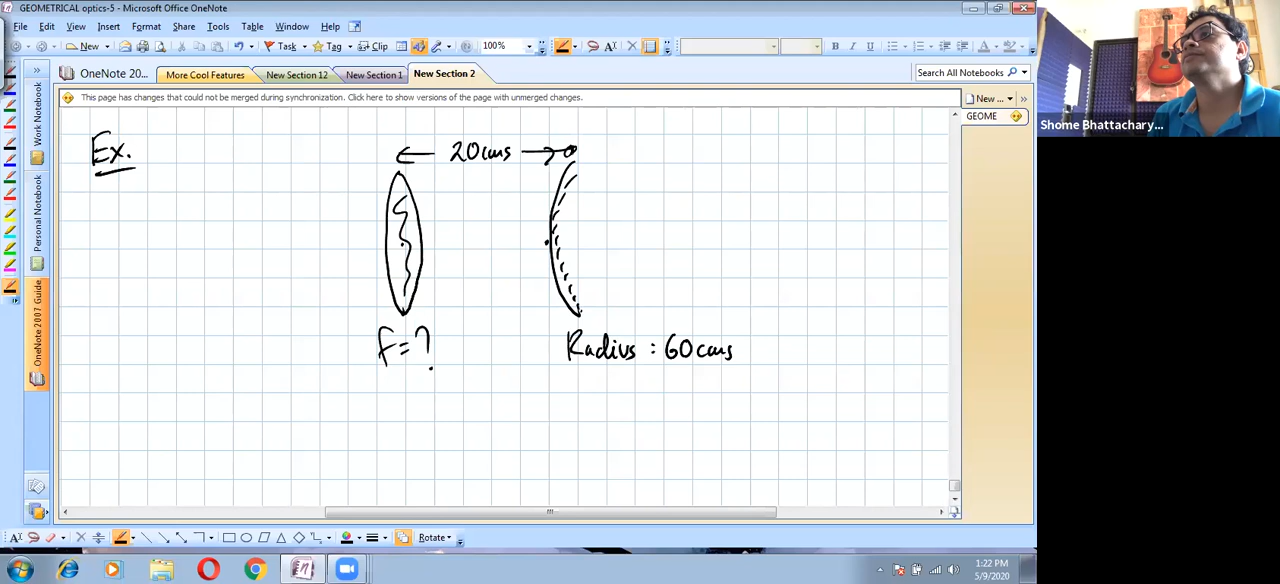 GEOMETRICAL optics-5 - Microsoft Office OneNote
File Edit View Insert Format Share Tools Table Window Help
New Task Tag Clip 100% B I U
OneNote 20... More Cool Features New Section 12 New Section 1 New Section 2 Search All Notebooks
This page has changes that could not be merged during synchronization. Click here to show versions of the page with unmerged changes. New ...
GEOME
Work Notebook
Personal Notebook
OneNote 2007 Guide
Shome Bhattachary...
Ex. 20cms
f=? Radius : 60cms
Rotate
1:22 PM
5/9/2020